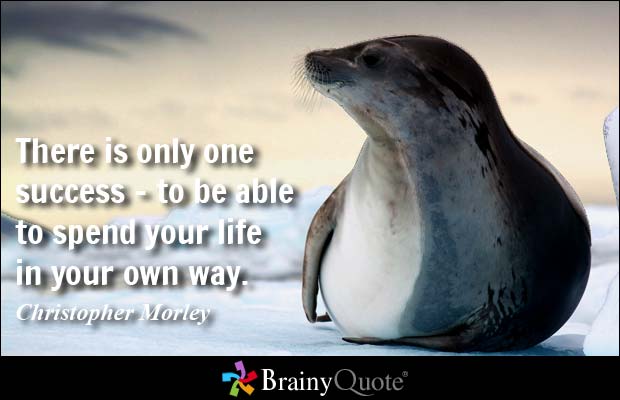 There is only one
success - to be able
to spend your life
in your own way.
Christopher Morley
BrainyQuote®